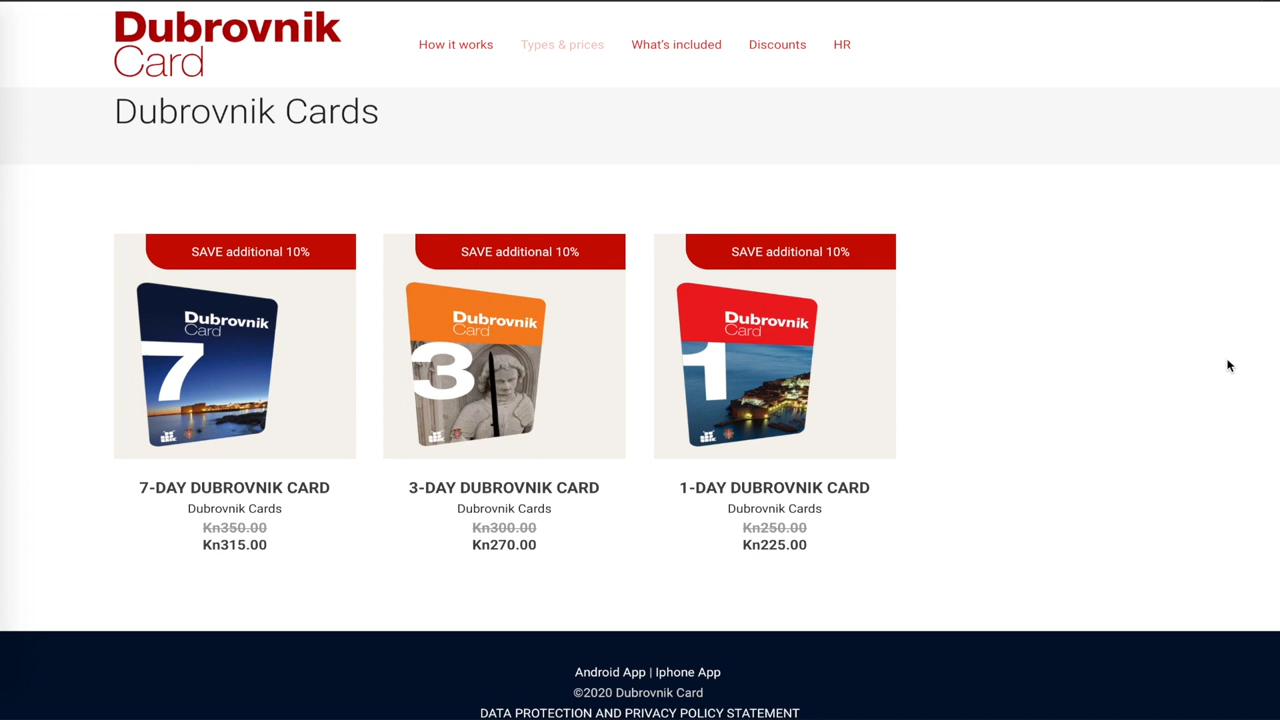 Dubrovnik
Card
How it works
Types & prices
What's included
Discounts
HR
Dubrovnik Cards
SAVE additional 10%
Dubrovnik
Card
7
7-DAY DUBROVNIK CARD
Dubrovnik Cards
Kn350.00
Kn315.00
SAVE additional 10%
Dubrovnik
Card
3
3-DAY DUBROVNIK CARD
Dubrovnik Cards
Kn300.00
Kn270.00
SAVE additional 10%
Dubrovnik
Card
1
1-DAY DUBROVNIK CARD
Dubrovnik Cards
Kn250.00
Kn225.00
Android App | Iphone App
©2020 Dubrovnik Card
DATA PROTECTION AND PRIVACY POLICY STATEMENT